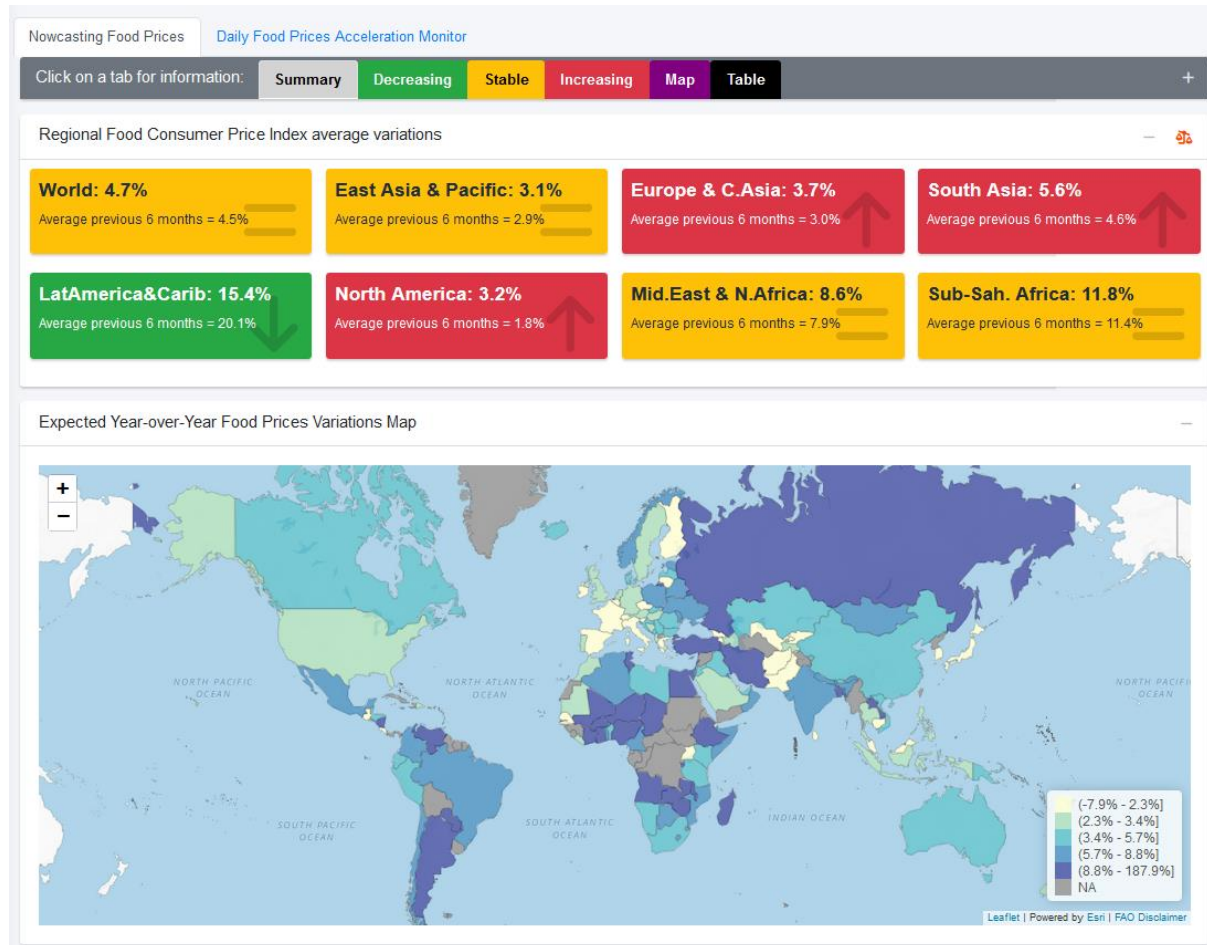 Nowcasting Food Prices Daily Food Prices Acceleration Monitor
Click on a tab for information: Summary Decreasing Stable Increasing Map Table +
Regional Food Consumer Price Index average variations
World: 4.7%
Average previous 6 months = 4.5%
East Asia & Pacific: 3.1%
Average previous 6 months = 2.9%
Europe & C.Asia: 3.7%
Average previous 6 months = 3.0%
South Asia: 5.6%
Average previous 6 months = 4.6%
LatAmerica&Carib: 15.4%
Average previous 6 months = 20.1%
North America: 3.2%
Average previous 6 months = 1.8%
Mid.East & N.Africa: 8.6%
Average previous 6 months = 7.9%
Sub-Sah. Africa: 11.8%
Average previous 6 months = 11.4%
Expected Year-over-Year Food Prices Variations Map
+
−
NORTH PACIFIC
OCEAN
NORTH ATLANTIC
OCEAN
NORTH PACIFI
OCEAN
SOUTH PACIFIC
OCEAN
SOUTH ATLANTIC
OCEAN
INDIAN OCEAN
(-7.9% - 2.3%]
(2.3% - 3.4%]
(3.4% - 5.7%]
(5.7% - 8.8%]
(8.8% - 187.9%]
NA
Leaflet | Powered by Esri | FAO Disclaimer